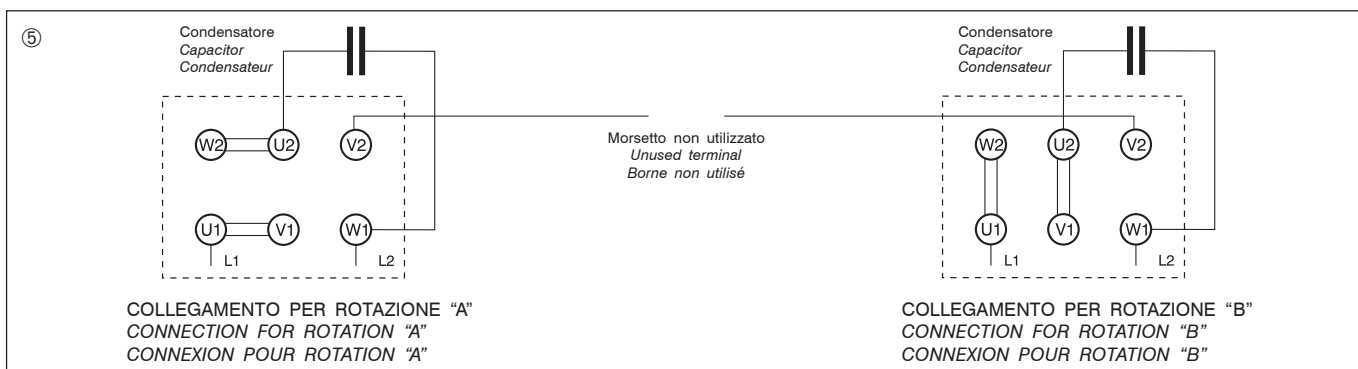 ⑤
Condensatore
Capacitor
Condensateur
W2 U2 V2
U1 V1 W1
L1 L2
COLLEGAMENTO PER ROTAZIONE “A”
CONNECTION FOR ROTATION “A”
CONNEXION POUR ROTATION “A”
Morsetto non utilizzato
Unused terminal
Borne non utilisé
Condensatore
Capacitor
Condensateur
W2 U2 V2
U1 V1 W1
L1 L2
COLLEGAMENTO PER ROTAZIONE “B”
CONNECTION FOR ROTATION “B”
CONNEXION POUR ROTATION “B”